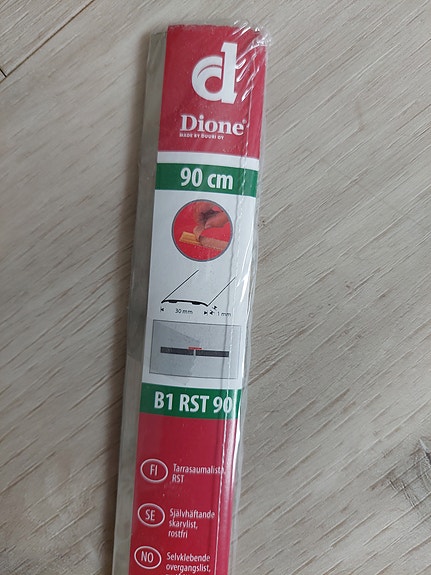 d
Dione®
MADE BY DUORI OY
90 cm
30 mm
1 mm
B1 RST 90
FI
Tarrasaumalista,
RST
SE
Självhäftande
skarvlist,
rostfri
NO
Selvklebende
overgangslist,